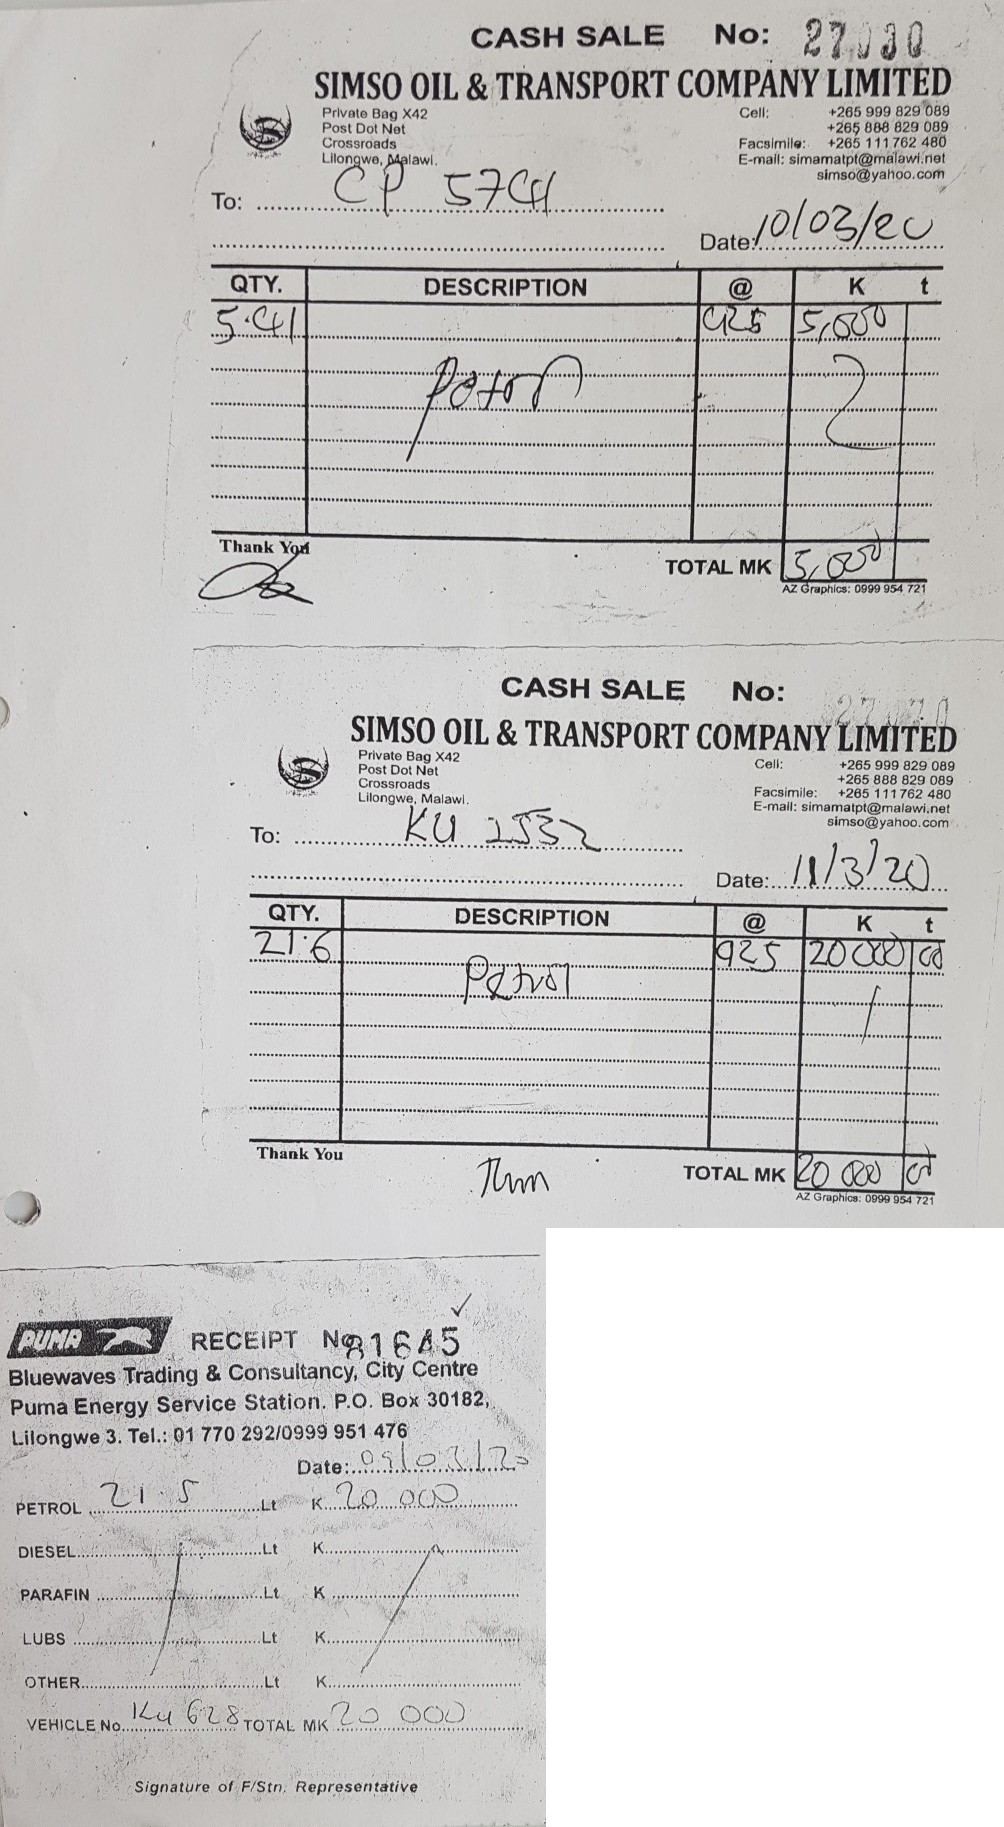 CASH SALE No:
SIMSO OIL & TRANSPORT COMPANY LIMITED
Private Bag X42
Post Dot Net
Crossroads
Lilongwe, Malawi.
Cell: +265 999 829 089
+265 888 829 089
Facsimile: +265 111 762 480
E-mail: simamatpt@malawi.net
simso@yahoo.com
To: CP 5741
Date: 10/03/20
QTY. DESCRIPTION @ K t
5.41 925 5,000
Petrol
Thank You
TOTAL MK 5,000
AZ Graphics: 0999 954 721
CASH SALE No:
SIMSO OIL & TRANSPORT COMPANY LIMITED
Private Bag X42
Post Dot Net
Crossroads
Lilongwe, Malawi.
Cell: +265 999 829 089
+265 888 829 089
Facsimile: +265 111 762 480
E-mail: simamatpt@malawi.net
simso@yahoo.com
To: KU 2532
Date: 11/3/20
QTY. DESCRIPTION @ K t
21.6 925 20 000 00
Petrol
Thank You
TOTAL MK 20 000 00
AZ Graphics: 0999 954 721
PUMA RECEIPT No 81645
Bluewaves Trading & Consultancy, City Centre
Puma Energy Service Station. P.O. Box 30182,
Lilongwe 3. Tel.: 01 770 292/0999 951 476
Date: 09/03/20
PETROL 21.5 Lt K 20 000
DIESEL Lt K
PARAFIN Lt K
LUBS Lt K
OTHER Lt K
VEHICLE No. KU 628 TOTAL MK 20 000
Signature of F/Stn. Representative